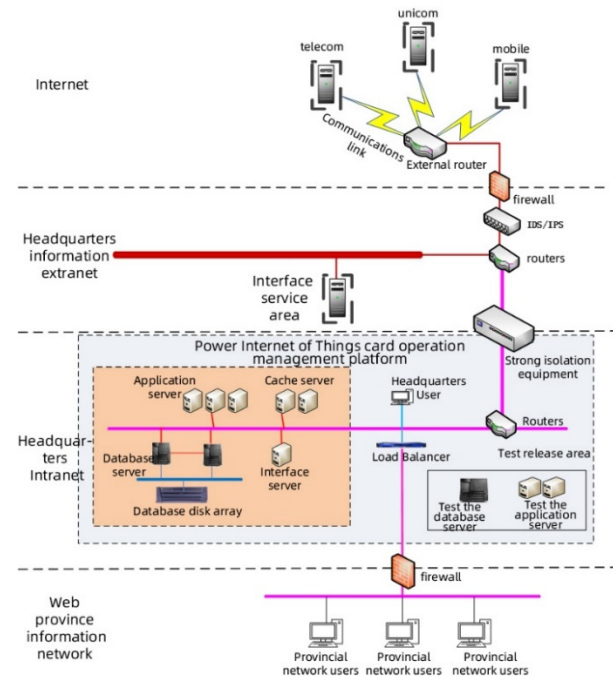 unicom
telecom
mobile
Internet
Communications
link
External router
firewall
IDS/IPS
Headquarters
information
extranet
routers
Interface
service
area
Power Internet of Things card operation
management platform
Strong isolation
equipment
Application
server
Cache server
Headquarters
User
Routers
Headquar-
ters
Intranet
Database
server
Interface
server
Load Balancer
Test release area
Database disk array
Test the
database
server
Test the
application
server
firewall
Web
province
information
network
Provincial
network users
Provincial
network users
Provincial
network users